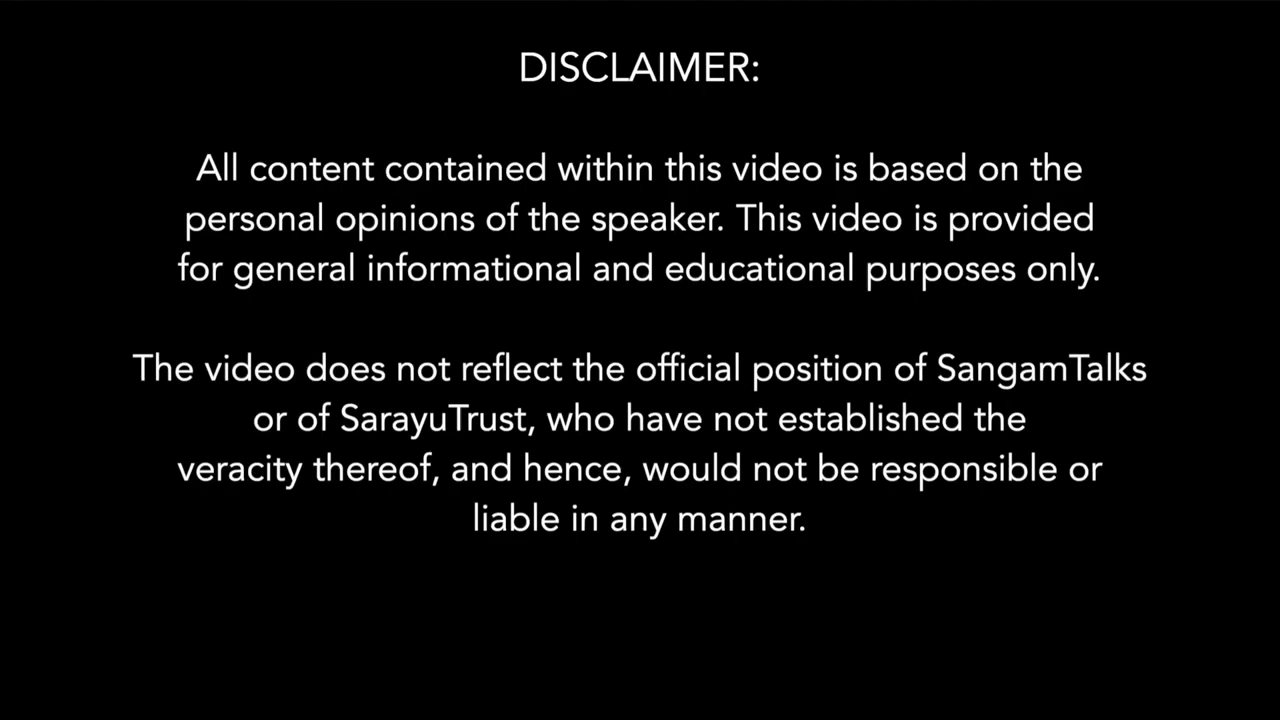 DISCLAIMER:
All content contained within this video is based on the
personal opinions of the speaker. This video is provided
for general informational and educational purposes only.
The video does not reflect the official position of SangamTalks
or of SarayuTrust, who have not established the
veracity thereof, and hence, would not be responsible or
liable in any manner.